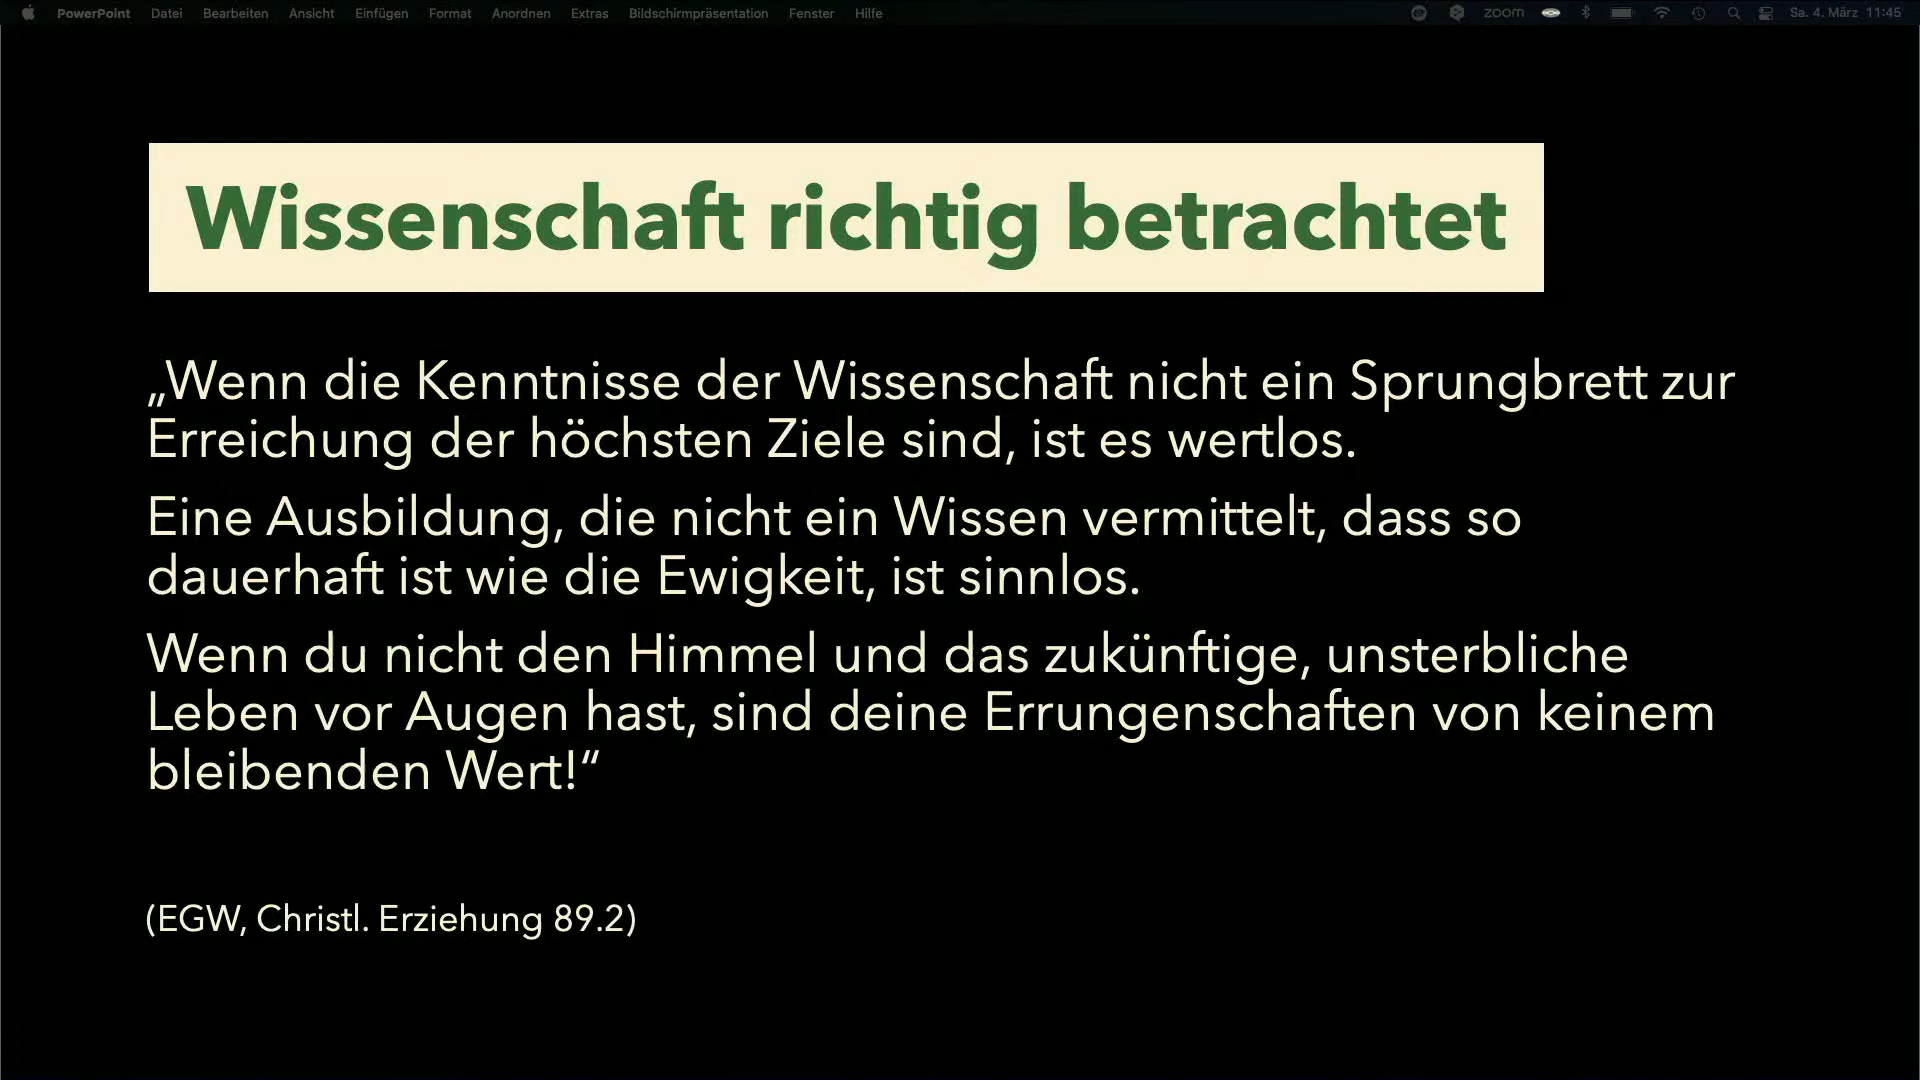 PowerPoint Datei Bearbeiten Ansicht Einfügen Format Anordnen Extras Bildschirmpräsentation Fenster Hilfe zoom Sa. 4. März 11:45
Wissenschaft richtig betrachtet
„Wenn die Kenntnisse der Wissenschaft nicht ein Sprungbrett zur
Erreichung der höchsten Ziele sind, ist es wertlos.
Eine Ausbildung, die nicht ein Wissen vermittelt, dass so
dauerhaft ist wie die Ewigkeit, ist sinnlos.
Wenn du nicht den Himmel und das zukünftige, unsterbliche
Leben vor Augen hast, sind deine Errungenschaften von keinem
bleibenden Wert!“
(EGW, Christl. Erziehung 89.2)